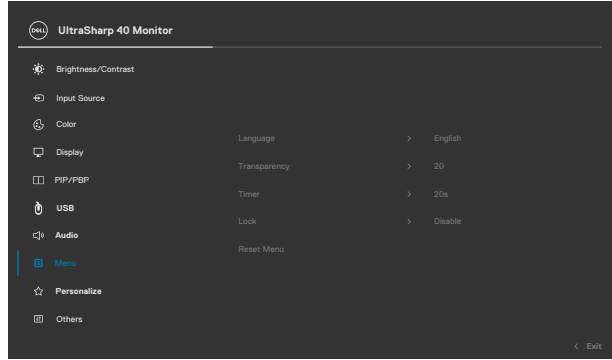 DELL UltraSharp 40 Monitor
Brightness/Contrast
Input Source
Color
Display
PIP/PBP
USB
Audio
Menu
Personalize
Others
Language > English
Transparency > 20
Timer > 20s
Lock > Disable
Reset Menu
< Exit